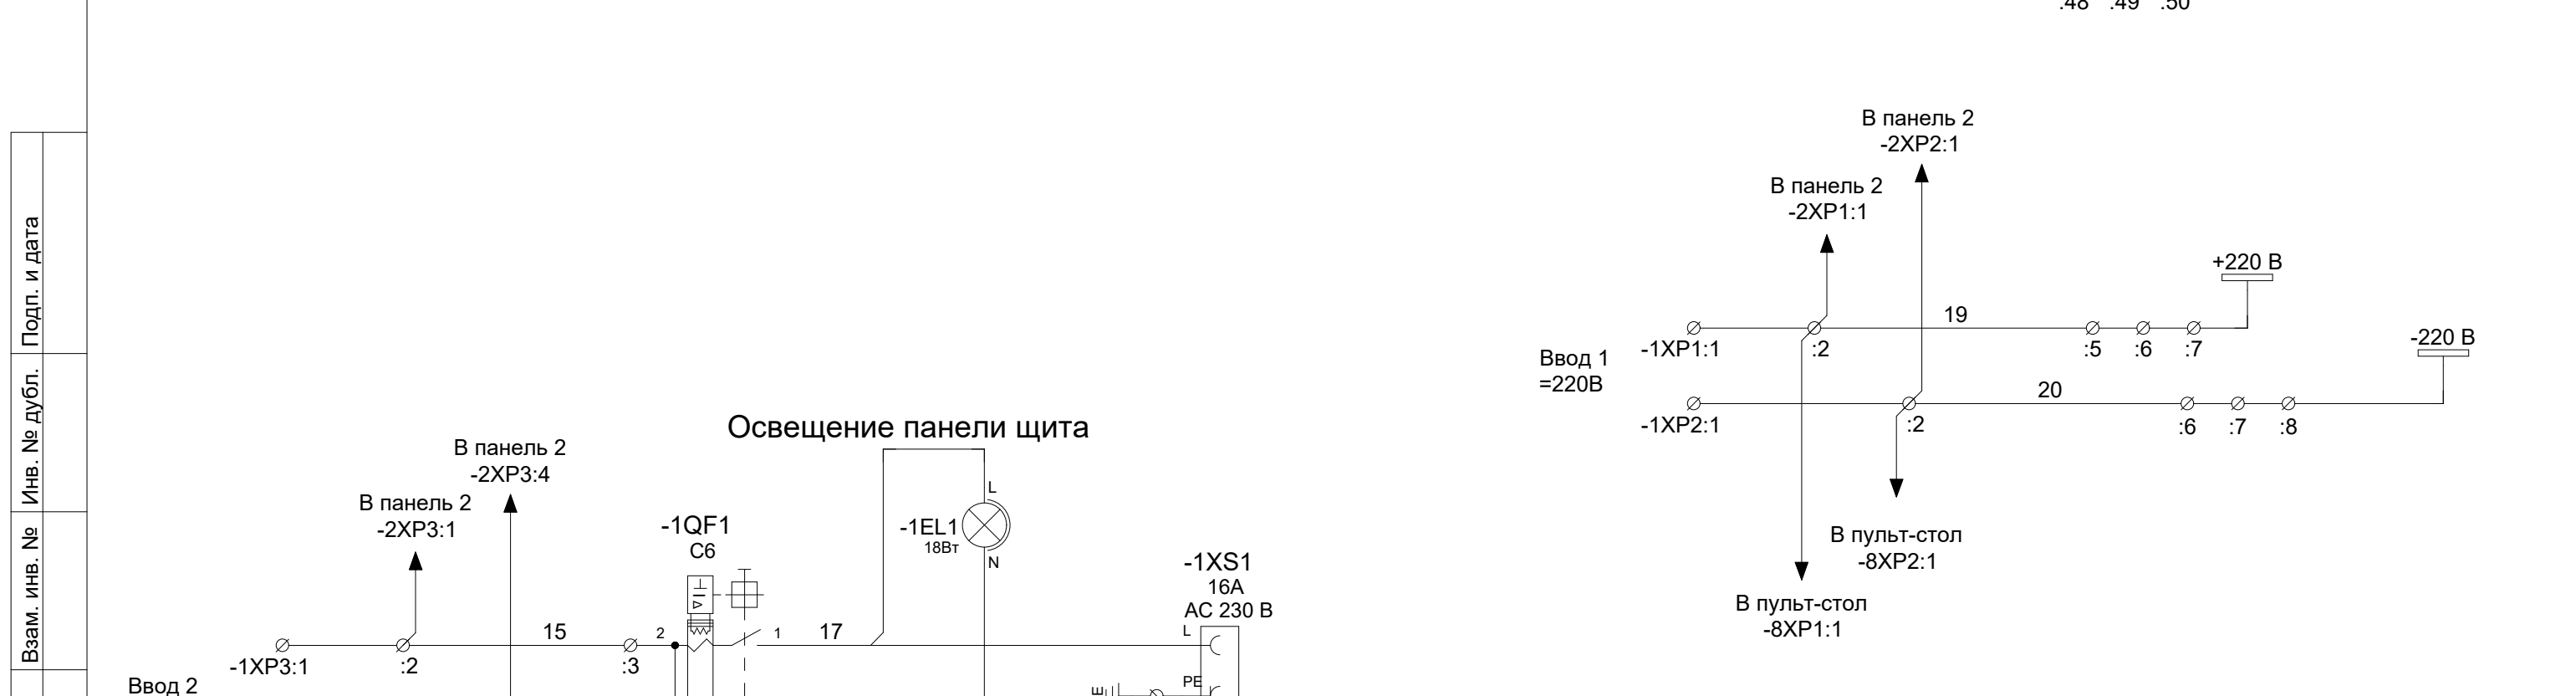 :48 :49 :50
В панель 2
-2XP2:1
В панель 2
-2XP1:1
+220 В
19
-220 В
-1XP1:1 :2 :5 :6 :7
Ввод 1
=220В
20
-1XP2:1 :2 :6 :7 :8
В пульт-стол
-8XP2:1
В пульт-стол
-8XP1:1
Освещение панели щита
В панель 2
-2XP3:4
В панель 2
-2XP3:1
-1QF1
C6
L
-1EL1
18Вт
N
-1XS1
16А
AC 230 В
15 2 1 17 L
-1XP3:1 :2 :3
PE
Ввод 2
Подп. и дата
Инв. № дубл.
Взам. инв. №